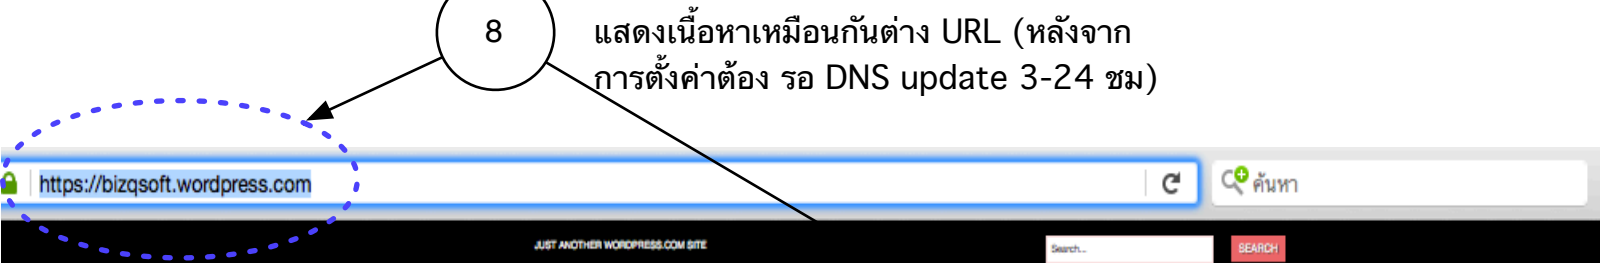 8
แสดงเนื้อหาเหมือนกันต่าง URL (หลังจาก
การตั้งค่าต้อง รอ DNS update 3-24 ชม)
https://bizqsoft.wordpress.com
ค้นหา
JUST ANOTHER WORDPRESS.COM SITE
Search...
SEARCH